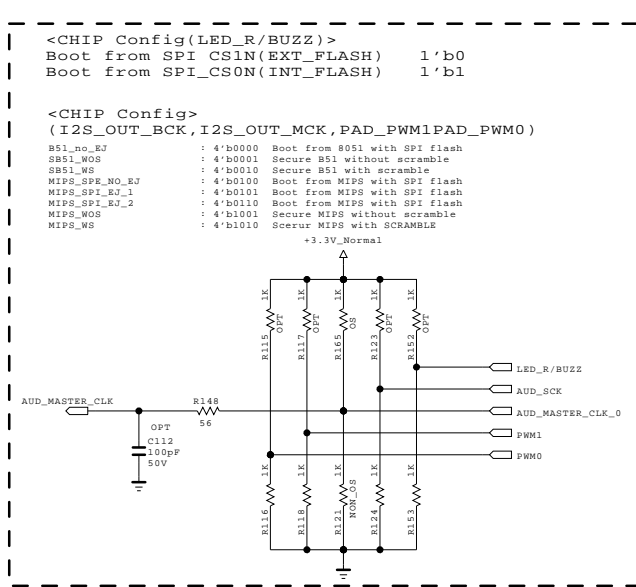 <CHIP Config(LED_R/BUZZ)>
Boot from SPI CS1N(EXT_FLASH) 1'b0
Boot from SPI_CS0N(INT_FLASH) 1'b1
<CHIP Config>
(I2S_OUT_BCK,I2S_OUT_MCK,PAD_PWM1PAD_PWM0)
B51_no_EJ : 4'b0000 Boot from 8051 with SPI flash
SB51_WOS : 4'b0001 Secure B51 without scramble
SB51_WS : 4'b0010 Secure B51 with scramble
MIPS_SPE_NO_EJ : 4'b0100 Boot from MIPS with SPI flash
MIPS_SPI_EJ_1 : 4'b0101 Boot from MIPS with SPI flash
MIPS_SPI_EJ_2 : 4'b0110 Boot from MIPS with SPI flash
MIPS_WOS : 4'b1001 Secure MIPS without scramble
MIPS_WS : 4'b1010 Scerur MIPS with SCRAMBLE
+3.3V_Normal
1K 1K 1K 1K 1K
OPT OPT OS OPT OPT
R115 R117 R165 R123 R152
LED_R/BUZZ
AUD_SCK
AUD_MASTER_CLK R148 AUD_MASTER_CLK_0
56
OPT
C112
100pF
50V
PWM1
PWM0
1K 1K 1K 1K 1K
NON_OS
R116 R118 R121 R124 R153